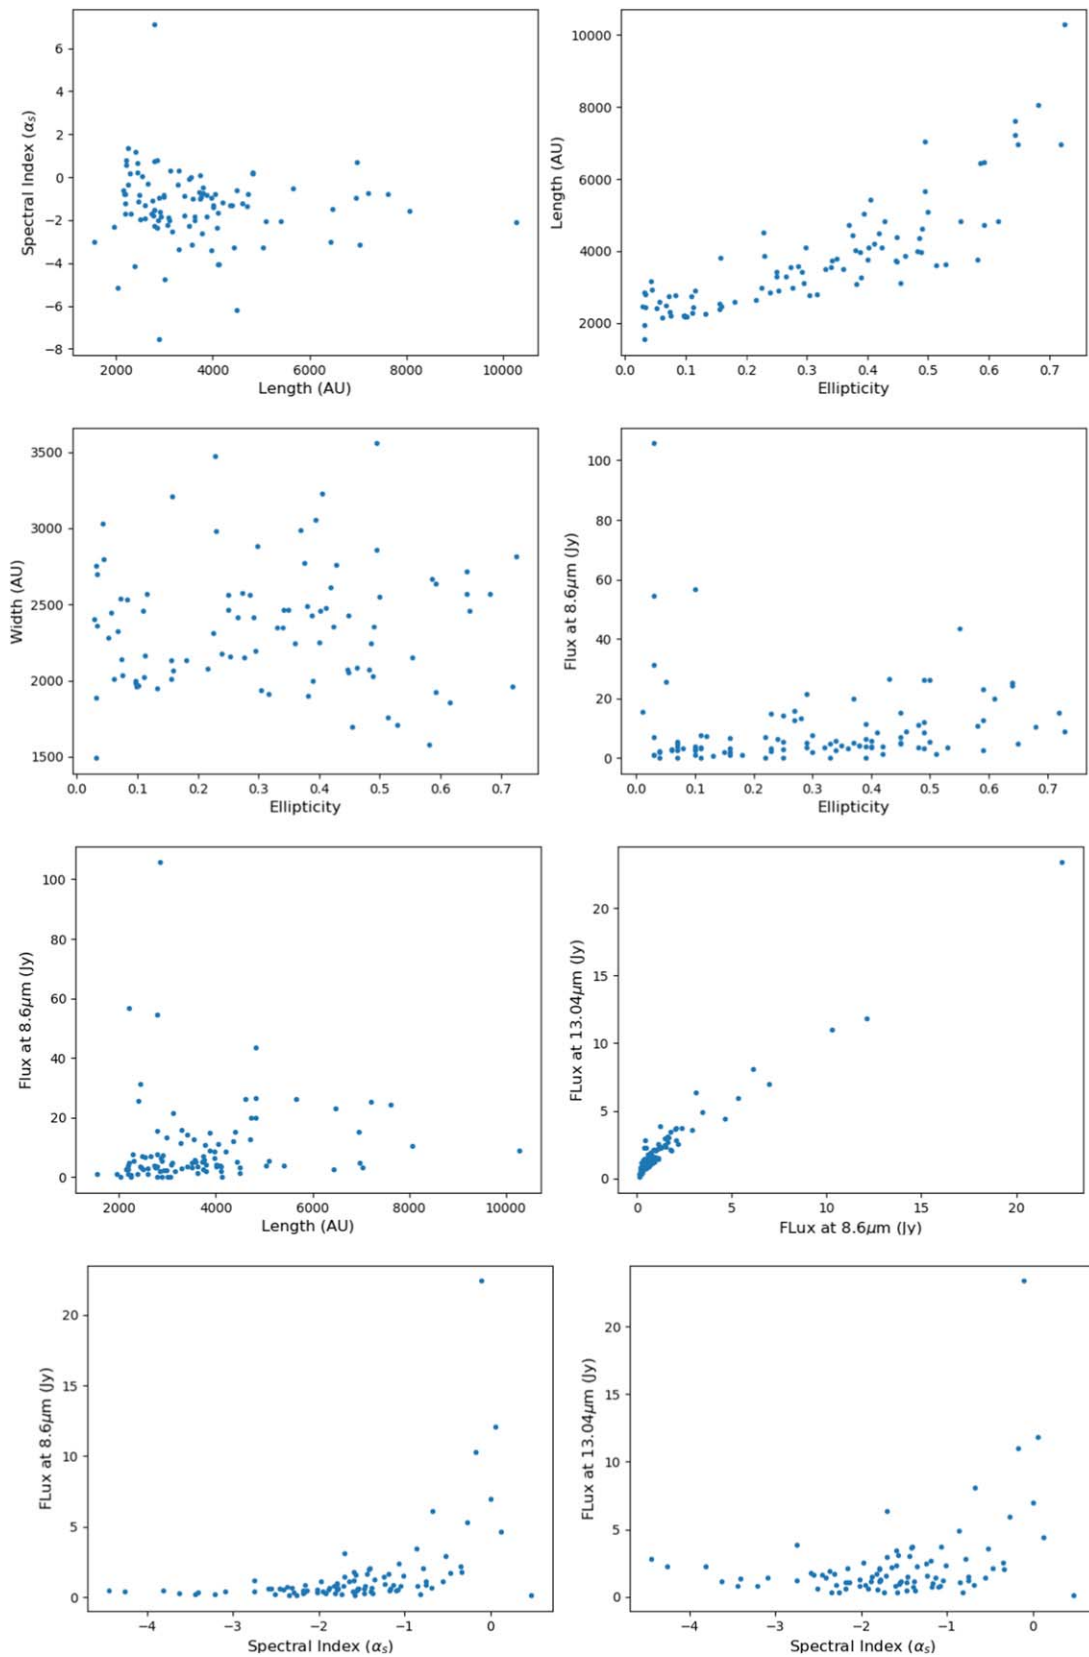 6
4
2
0
−2
−4
−6
−8
Spectral Index (αs)
2000 4000 6000 8000 10000
Length (AU)
10000
8000
6000
4000
2000
Length (AU)
0.0 0.1 0.2 0.3 0.4 0.5 0.6 0.7
Ellipticity
3500
3000
2500
2000
1500
Width (AU)
0.0 0.1 0.2 0.3 0.4 0.5 0.6 0.7
Ellipticity
100
80
60
40
20
0
Flux at 8.6μm (Jy)
0.0 0.1 0.2 0.3 0.4 0.5 0.6 0.7
Ellipticity
100
80
60
40
20
0
Flux at 8.6μm (Jy)
2000 4000 6000 8000 10000
Length (AU)
20
15
10
5
0
FLux at 13.04μm (Jy)
0 5 10 15 20
FLux at 8.6μm (Jy)
20
15
10
5
0
FLux at 8.6μm (Jy)
−4 −3 −2 −1 0
Spectral Index (αs)
20
15
10
5
0
FLux at 13.04μm (Jy)
−4 −3 −2 −1 0
Spectral Index (αs)